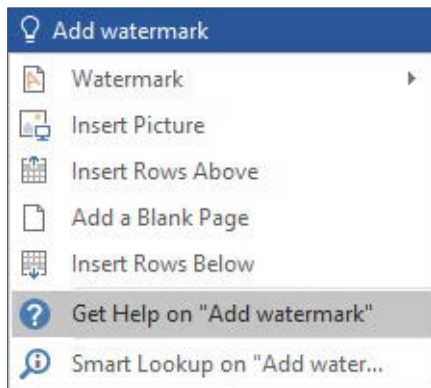 Add watermark
Watermark
Insert Picture
Insert Rows Above
Add a Blank Page
Insert Rows Below
Get Help on "Add watermark"
Smart Lookup on "Add water...